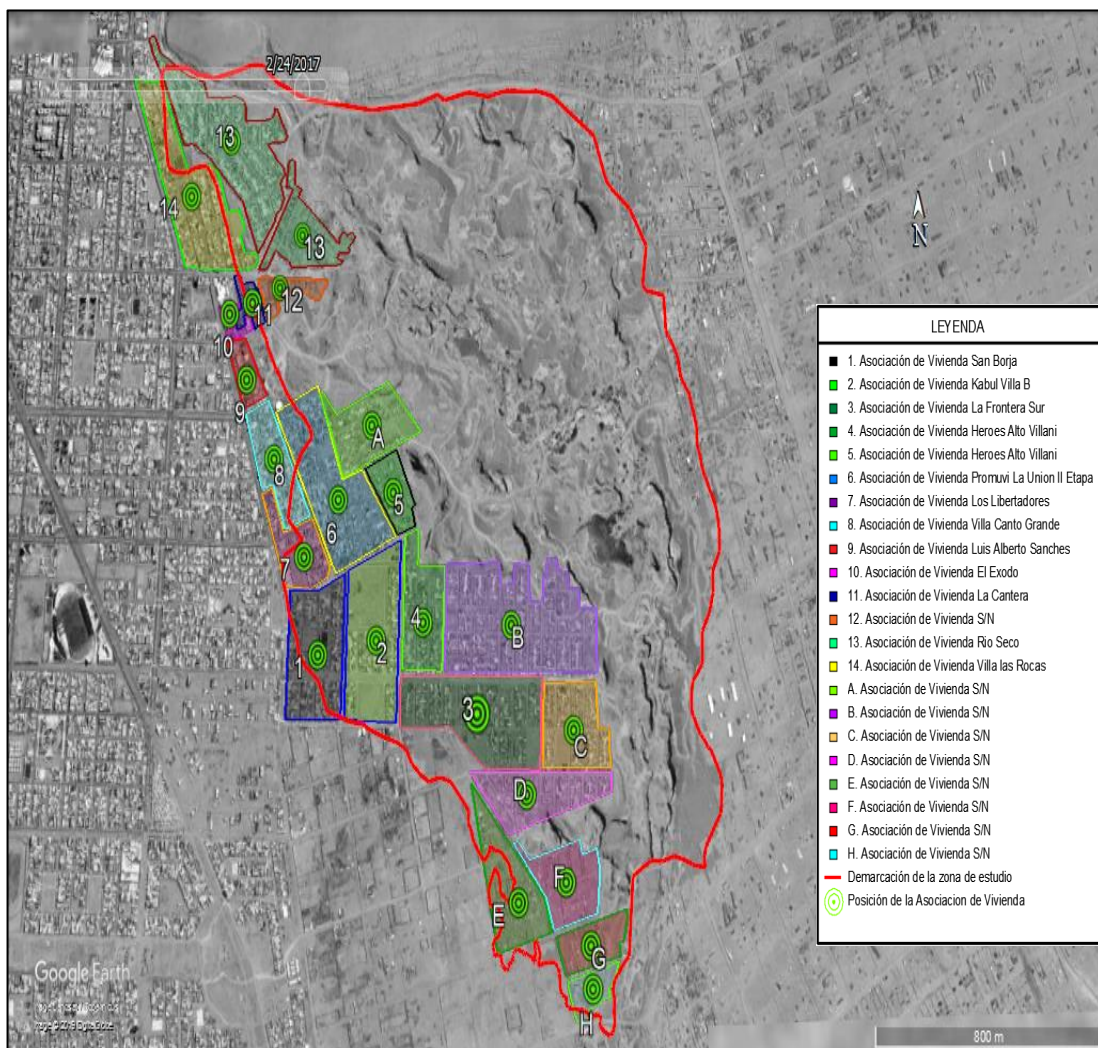 2/24/2017
13
14
13
12
11
10
9
A
8
5
6
7
4
B
2
1
3
C
D
F
E
G
H
N
LEYENDA
1. Asociación de Vivienda San Borja
2. Asociación de Vivienda Kabul Villa B
3. Asociación de Vivienda La Frontera Sur
4. Asociación de Vivienda Heroes Alto Villani
5. Asociación de Vivienda Heroes Alto Villani
6. Asociación de Vivienda Promuvi La Union II Etapa
7. Asociación de Vivienda Los Libertadores
8. Asociación de Vivienda Villa Canto Grande
9. Asociación de Vivienda Luis Alberto Sanches
10. Asociación de Vivienda El Exodo
11. Asociación de Vivienda La Cantera
12. Asociación de Vivienda S/N
13. Asociación de Vivienda Rio Seco
14. Asociación de Vivienda Villa las Rocas
A. Asociación de Vivienda S/N
B. Asociación de Vivienda S/N
C. Asociación de Vivienda S/N
D. Asociación de Vivienda S/N
E. Asociación de Vivienda S/N
F. Asociación de Vivienda S/N
G. Asociación de Vivienda S/N
H. Asociación de Vivienda S/N
Demarcación de la zona de estudio
Posición de la Asociacion de Vivienda
Google Earth
800 m